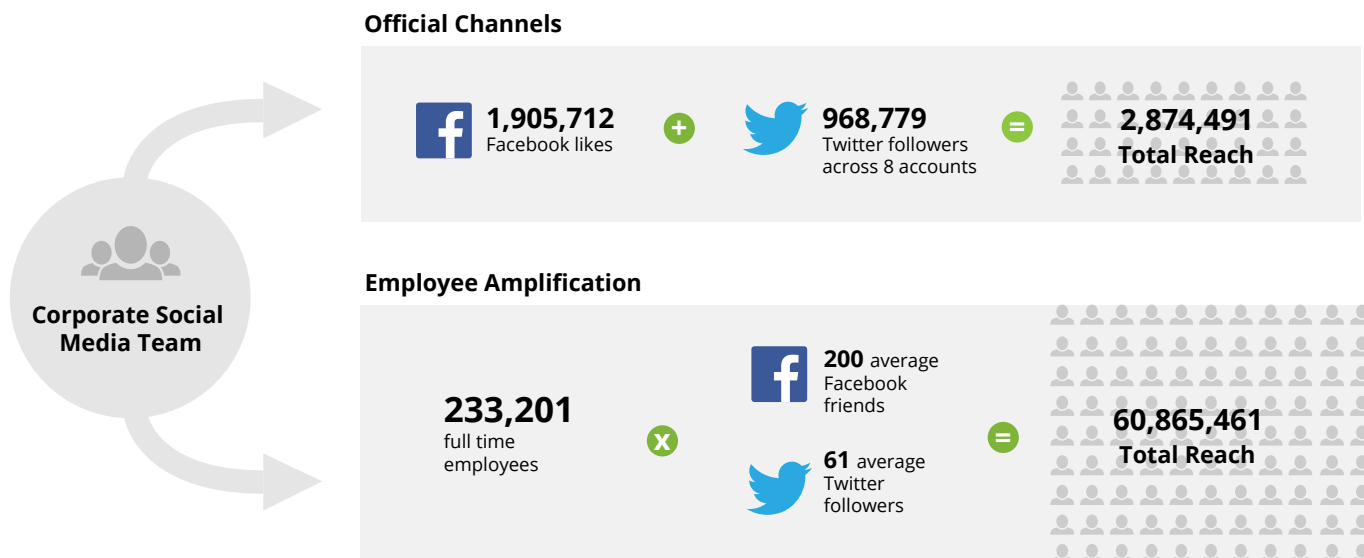 Official Channels
1,905,712
Facebook likes
+
968,779
Twitter followers
across 8 accounts
=
2,874,491
Total Reach
Corporate Social
Media Team
Employee Amplification
233,201
full time
employees
x
200 average
Facebook
friends
61 average
Twitter
followers
=
60,865,461
Total Reach